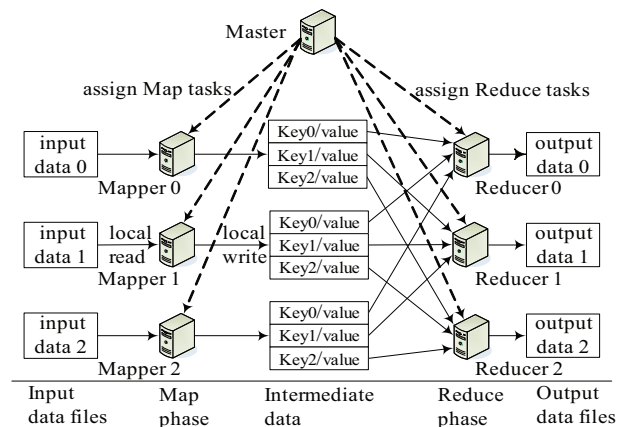 Master
assign Map tasks
assign Reduce tasks
input
data 0
Mapper 0
Key0/value
Key1/value
Key2/value
Reducer 0
output
data 0
input
data 1
local
read
Mapper 1
local
write
Key0/value
Key1/value
Key2/value
Reducer 1
output
data 1
input
data 2
Mapper 2
Key0/value
Key1/value
Key2/value
Reducer 2
output
data 2
Input
data files
Map
phase
Intermediate
data
Reduce
phase
Output
data files